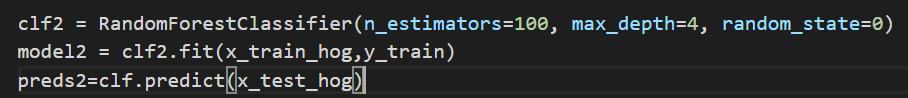 clf2 = RandomForestClassifier(n_estimators=100, max_depth=4, random_state=0)
model2 = clf2.fit(x_train_hog,y_train)
preds2=clf.predict(x_test_hog)